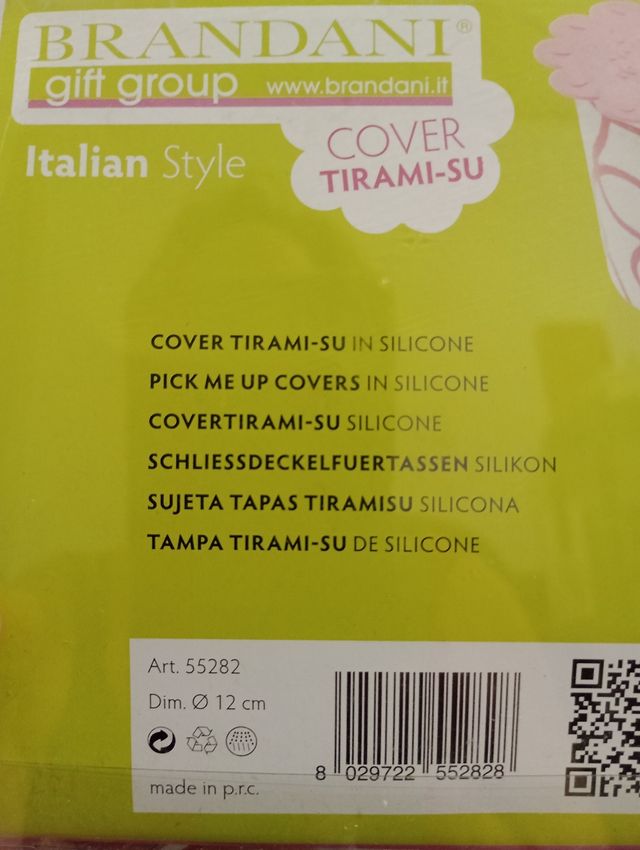 BRANDANI®
gift group www.brandani.it
Italian Style
COVER
TIRAMI-SU
COVER TIRAMI-SU IN SILICONE
PICK ME UP COVERS IN SILICONE
COVERTIRAMI-SU SILICONE
SCHLIESSDECKELFUERTASSEN SILIKON
SUJETA TAPAS TIRAMISU SILICONA
TAMPA TIRAMI-SU DE SILICONE
Art. 55282
Dim. Ø 12 cm
made in p.r.c.
8 029722 552828